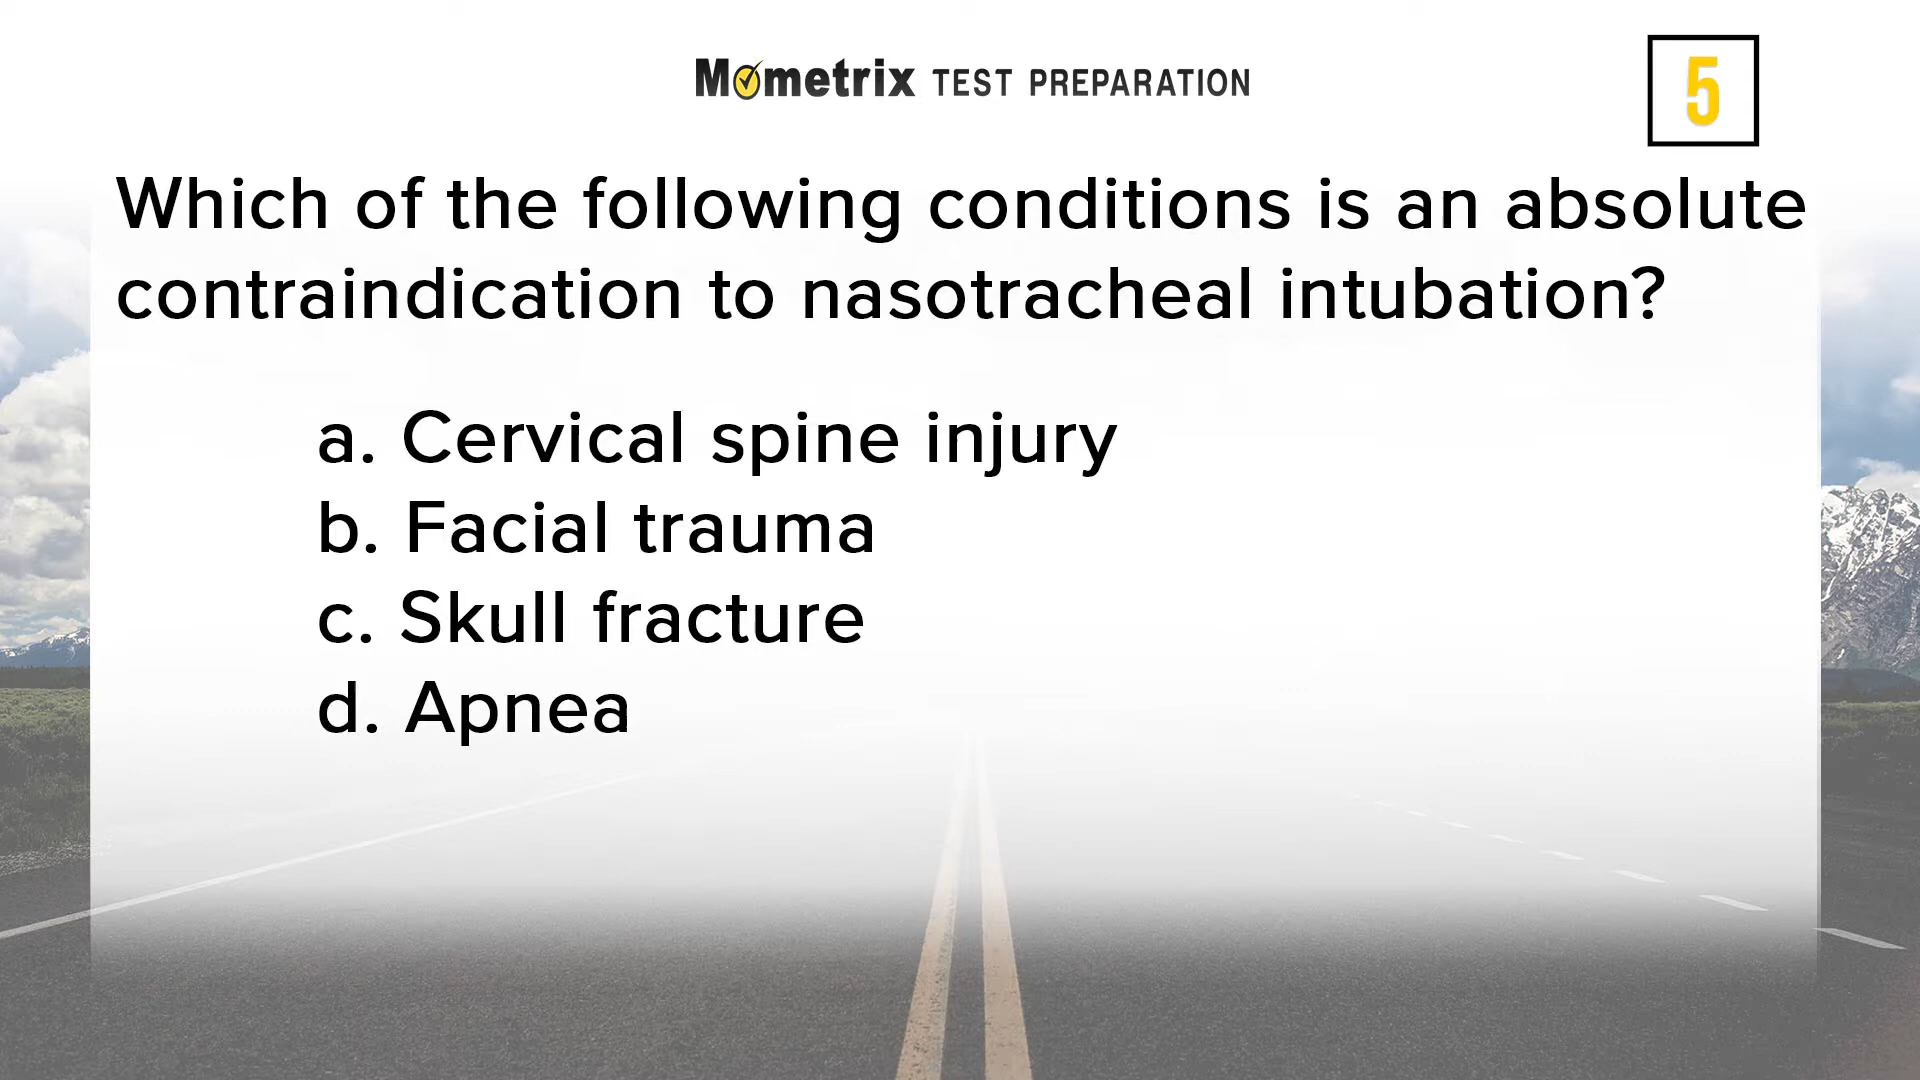 Mometrix TEST PREPARATION
5
Which of the following conditions is an absolute
contraindication to nasotracheal intubation?
a. Cervical spine injury
b. Facial trauma
c. Skull fracture
d. Apnea